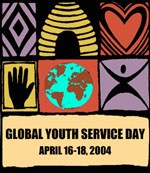 GLOBAL YOUTH SERVICE DAY
APRIL 16-18, 2004